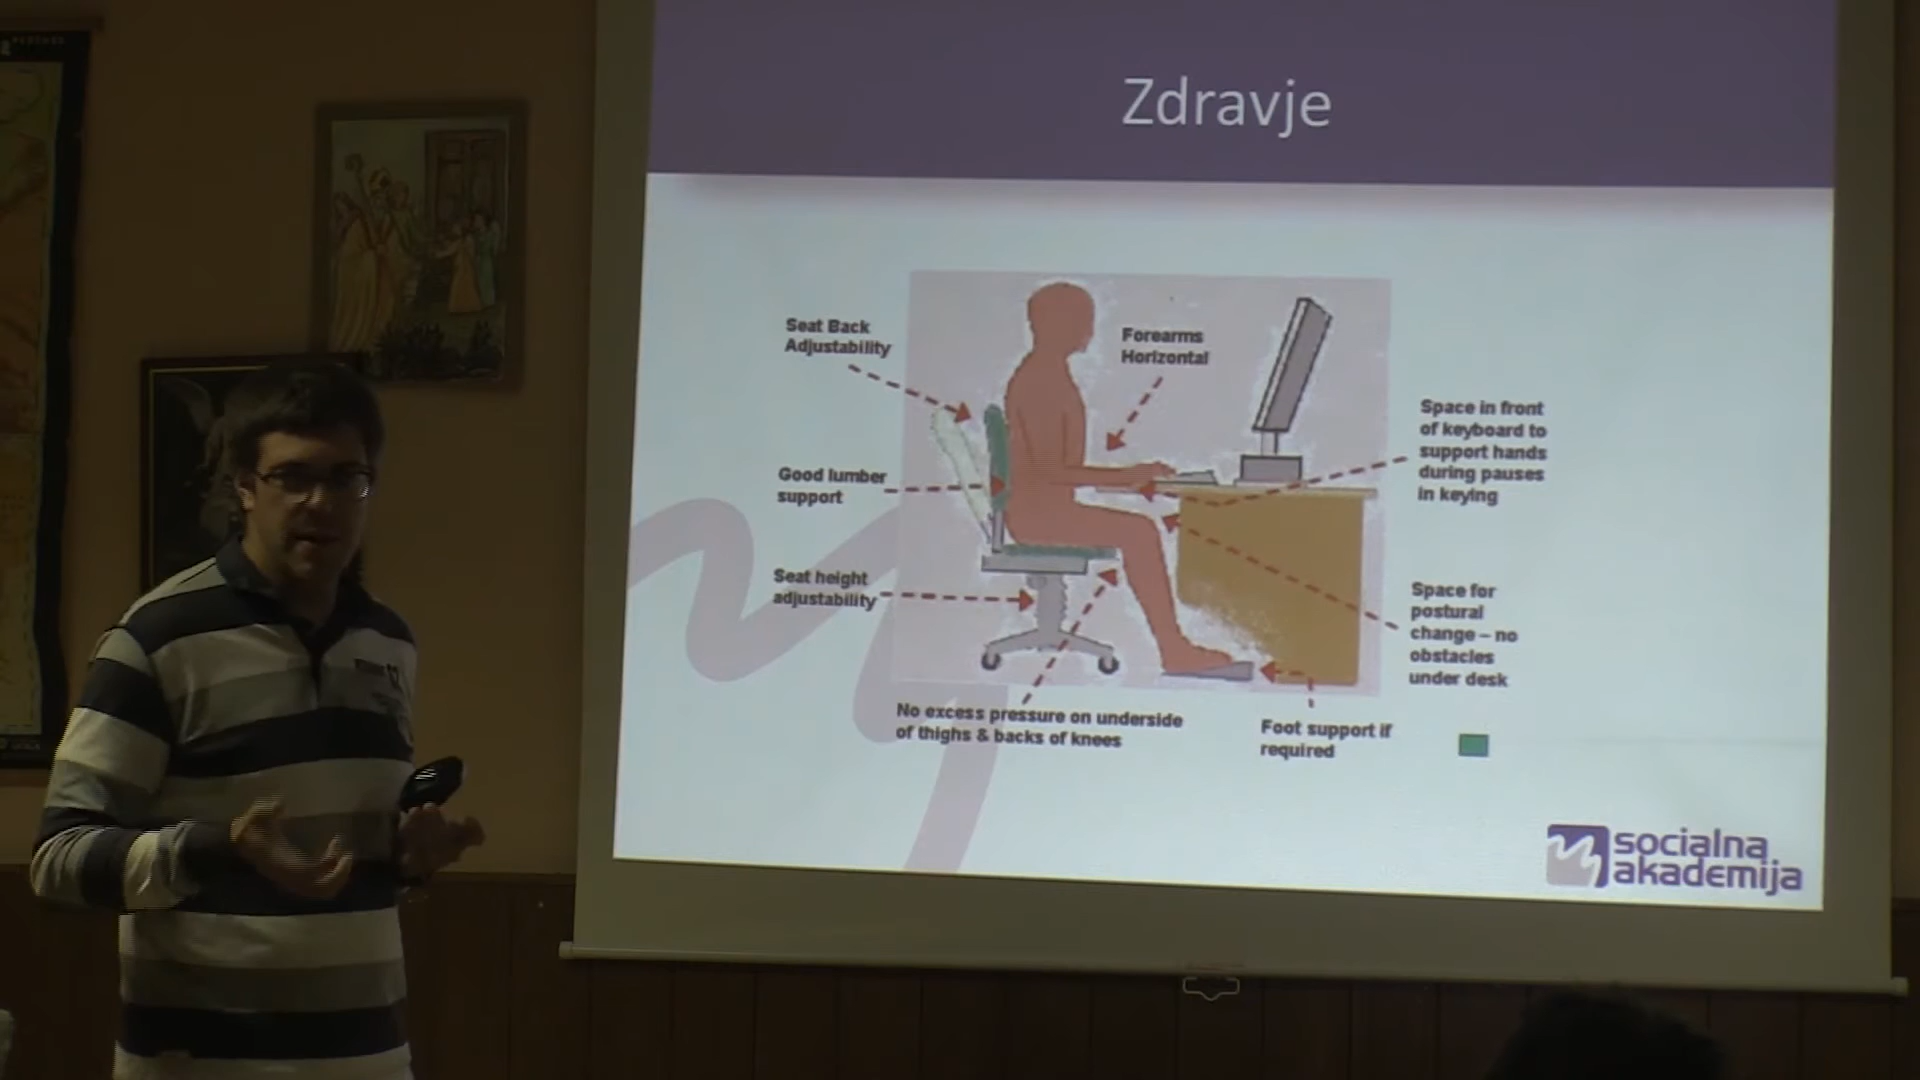 Zdravje
Seat Back
Adjustability
Forearms
Horizontal
Space in front
of keyboard to
support hands
during pauses
in keying
Good lumber
support
Seat height
adjustability
Space for
postural
change – no
obstacles
under desk
No excess pressure on underside
of thighs & backs of knees
Foot support if
required
socialna
akademija